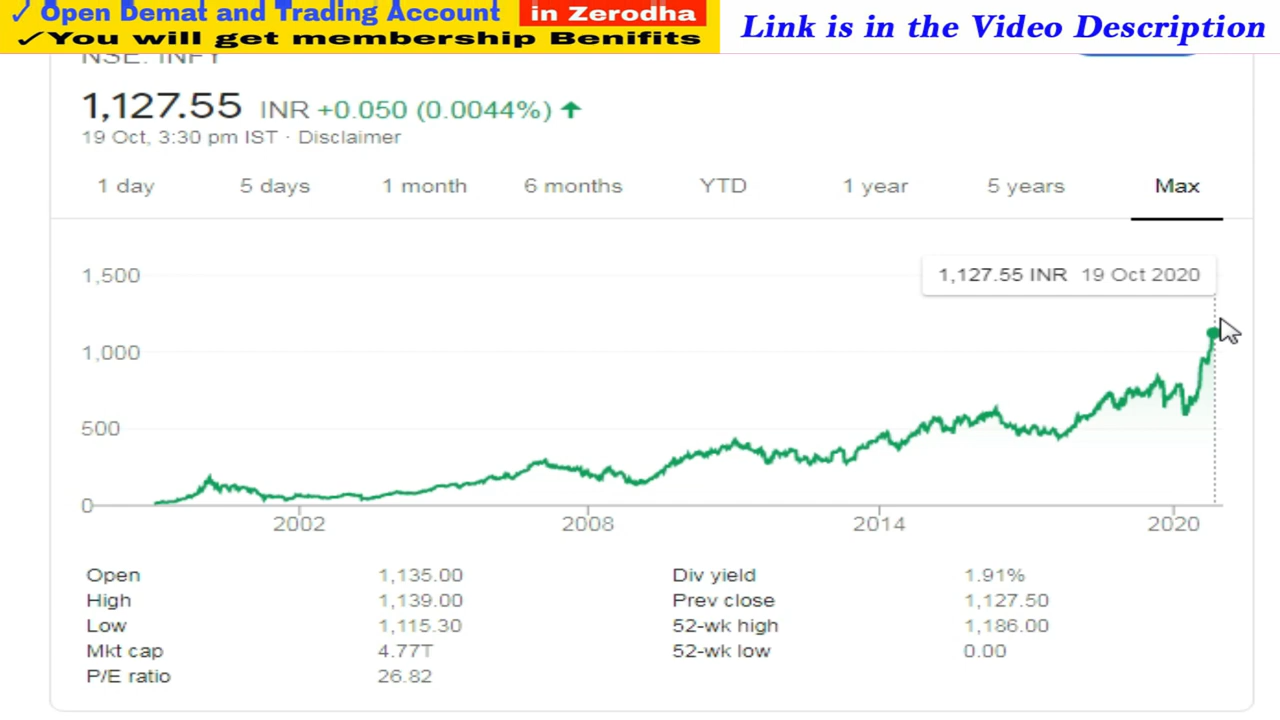 ✓ Open Demat and Trading Account in Zerodha
✓You will get membership Benifits
Link is in the Video Description
NSE: INFY
1,127.55 INR +0.050 (0.0044%) ↑
19 Oct, 3:30 pm IST · Disclaimer
1 day 5 days 1 month 6 months YTD 1 year 5 years Max
1,127.55 INR 19 Oct 2020
1,500
1,000
500
0
2002 2008 2014 2020
Open 1,135.00 Div yield 1.91%
High 1,139.00 Prev close 1,127.50
Low 1,115.30 52-wk high 1,186.00
Mkt cap 4.77T 52-wk low 0.00
P/E ratio 26.82